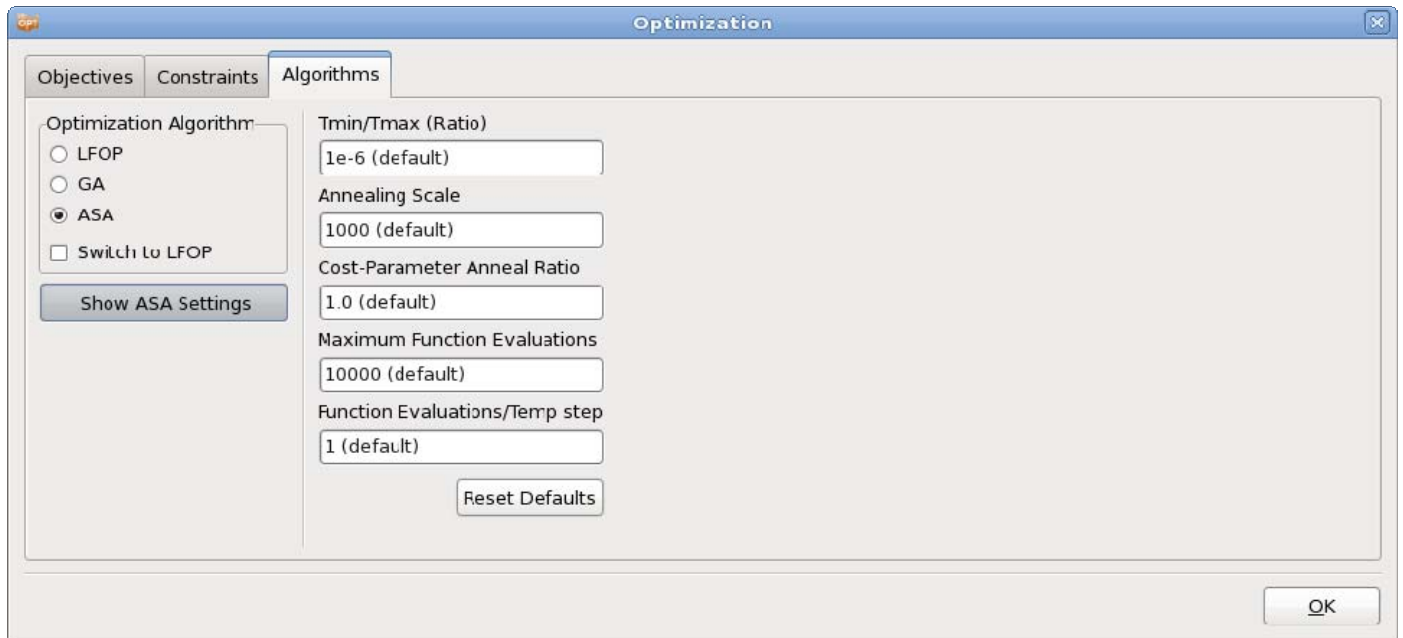 OPT
Optimization
Objectives
Constraints
Algorithms
Optimization Algorithm
LFOP
GA
ASA
Switch to LFOP
Show ASA Settings
Tmin/Tmax (Ratio)
1e-6 (default)
Annealing Scale
1000 (default)
Cost-Parameter Anneal Ratio
1.0 (default)
Maximum Function Evaluations
10000 (default)
Function Evaluations/Temp step
1 (default)
Reset Defaults
OK